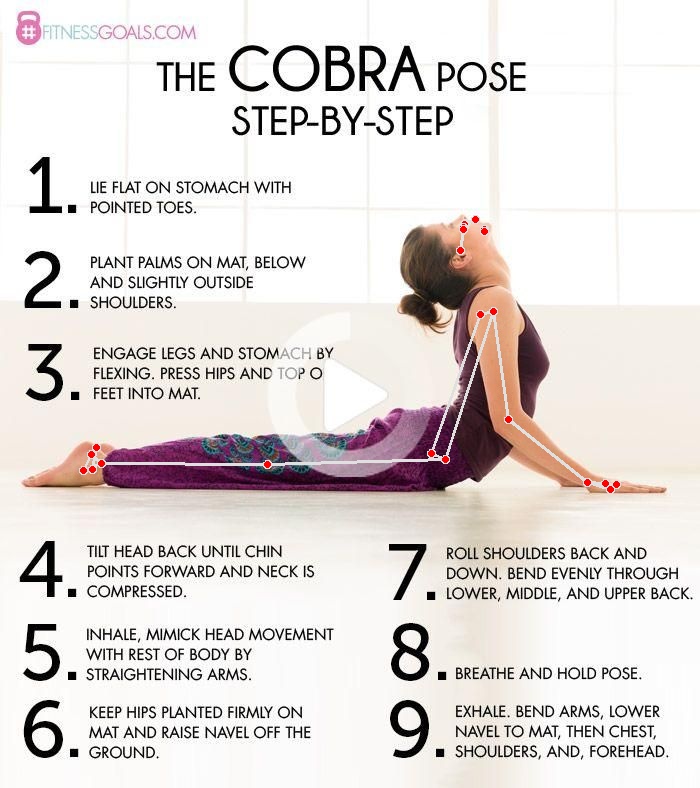 #FITNESSGOALS.COM
THE COBRA POSE
STEP-BY-STEP
1. LIE FLAT ON STOMACH WITH
POINTED TOES.
2. PLANT PALMS ON MAT, BELOW
AND SLIGHTLY OUTSIDE
SHOULDERS.
3. ENGAGE LEGS AND STOMACH BY
FLEXING. PRESS HIPS AND TOP O
FEET INTO MAT.
4. TILT HEAD BACK UNTIL CHIN
POINTS FORWARD AND NECK IS
COMPRESSED.
5. INHALE, MIMICK HEAD MOVEMENT
WITH REST OF BODY BY
STRAIGHTENING ARMS.
6. KEEP HIPS PLANTED FIRMLY ON
MAT AND RAISE NAVEL OFF THE
GROUND.
7. ROLL SHOULDERS BACK AND
DOWN. BEND EVENLY THROUGH
LOWER, MIDDLE, AND UPPER BACK.
8. BREATHE AND HOLD POSE.
9. EXHALE. BEND ARMS, LOWER
NAVEL TO MAT, THEN CHEST,
SHOULDERS, AND, FOREHEAD.